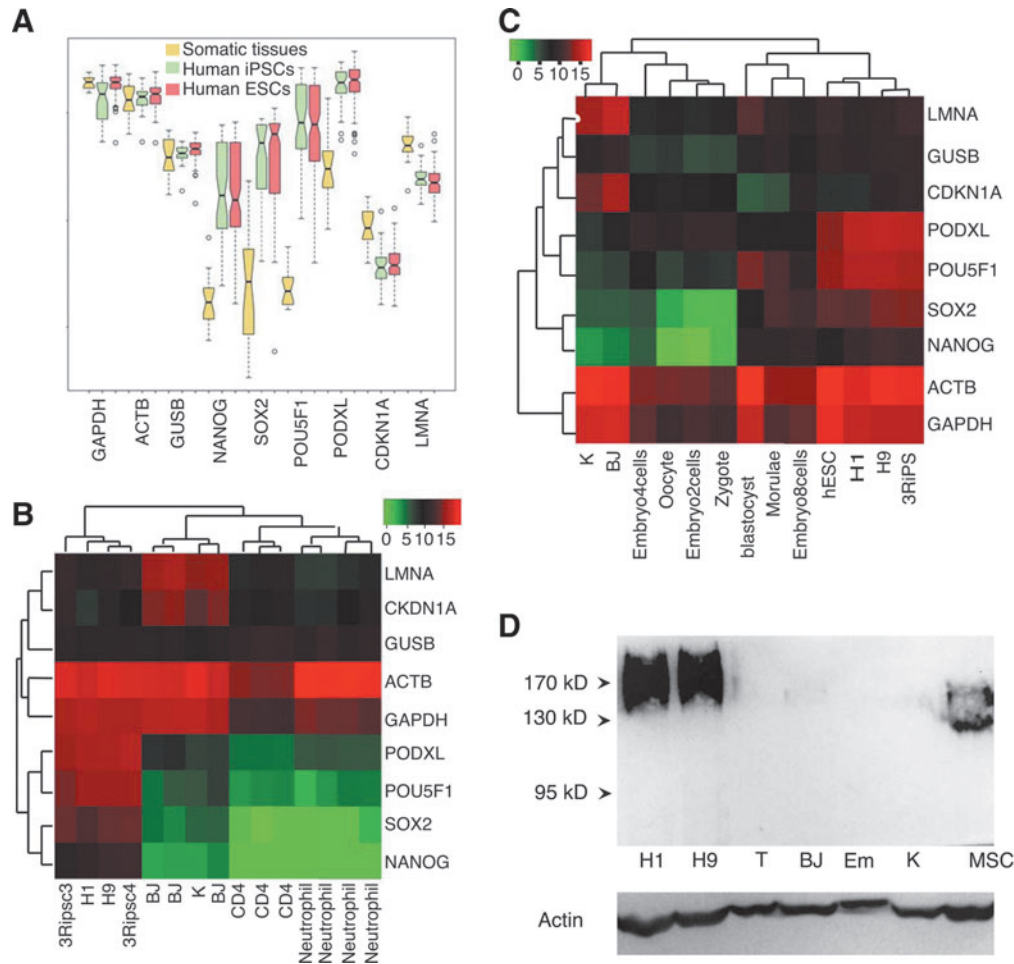 A
Somatic tissues
Human iPSCs
Human ESCs
GAPDH
ACTB
GUSB
NANOG
SOX2
POU5F1
PODXL
CDKN1A
LMNA
B
0 5 10 15
LMNA
CKDN1A
GUSB
ACTB
GAPDH
PODXL
POU5F1
SOX2
NANOG
3Ripsc3
H1
H9
3Ripsc4
BJ
BJ
K
BJ
CD4
CD4
CD4
Neutrophil
Neutrophil
Neutrophil
Neutrophil
C
0 5 10 15
LMNA
GUSB
CDKN1A
PODXL
POU5F1
SOX2
NANOG
ACTB
GAPDH
K
BJ
Embryo4cells
Oocyte
Embryo2cells
Zygote
blastocyst
Morulae
Embryo8cells
hESC
H1
H9
3RiPS
D
170 kD
130 kD
95 kD
H1 H9 T BJ Em K MSC
Actin